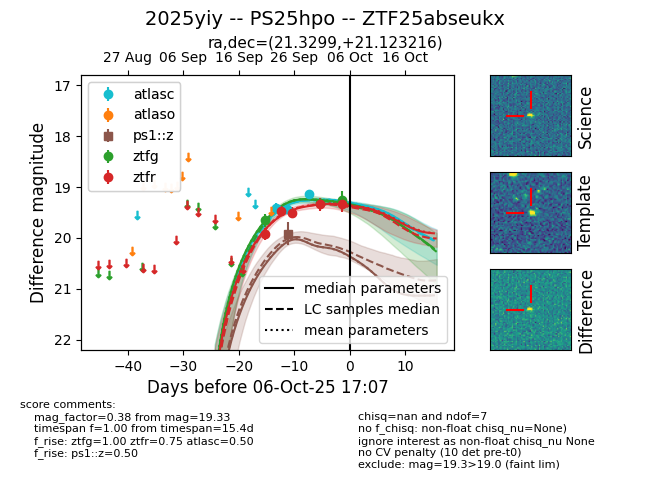 2025yiy -- PS25hpo -- ZTF25abseukx
ra,dec=(21.3299,+21.123216)
27 Aug 06 Sep 16 Sep 26 Sep 06 Oct 16 Oct
17
18
19
20
21
22
Difference magnitude
atlasc
atlaso
ps1::z
ztfg
ztfr
median parameters
LC samples median
mean parameters
−40 −30 −20 −10 0 10
Days before 06-Oct-25 17:07
Science
Template
Difference
score comments:
mag_factor=0.38 from mag=19.33
timespan f=1.00 from timespan=15.4d
f_rise: ztfg=1.00 ztfr=0.75 atlasc=0.50
f_rise: ps1::z=0.50
chisq=nan and ndof=7
no f_chisq: non-float chisq_nu=None)
ignore interest as non-float chisq_nu None
no CV penalty (10 det pre-t0)
exclude: mag=19.3>19.0 (faint lim)